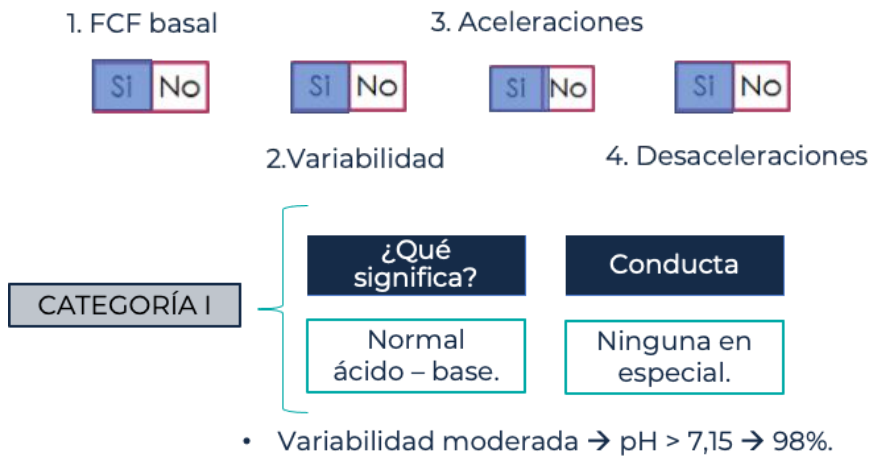 1. FCF basal
3. Aceleraciones
Si No
Si No
Si No
Si No
2.Variabilidad
4. Desaceleraciones
¿Qué
significa?
Conducta
CATEGORÍA I
Normal
ácido – base.
Ninguna en
especial.
• Variabilidad moderada → pH > 7,15 → 98%.